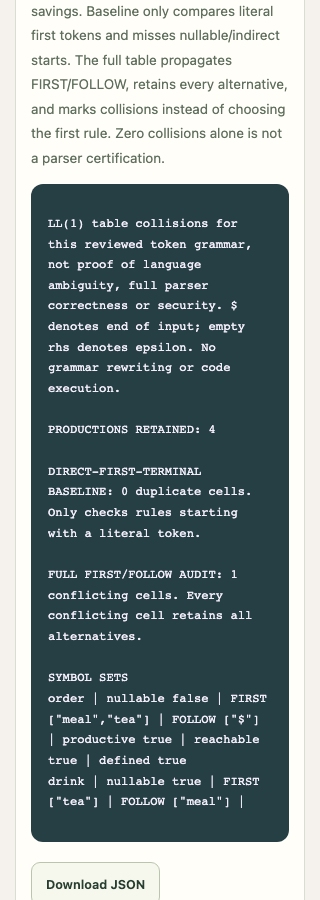 savings. Baseline only compares literal
first tokens and misses nullable/indirect
starts. The full table propagates
FIRST/FOLLOW, retains every alternative,
and marks collisions instead of choosing
the first rule. Zero collisions alone is not
a parser certification.
LL(1) table collisions for
this reviewed token grammar,
not proof of language
ambiguity, full parser
correctness or security. $
denotes end of input; empty
rhs denotes epsilon. No
grammar rewriting or code
execution.
PRODUCTIONS RETAINED: 4
DIRECT-FIRST-TERMINAL
BASELINE: 0 duplicate cells.
Only checks rules starting
with a literal token.
FULL FIRST/FOLLOW AUDIT: 1
conflicting cells. Every
conflicting cell retains all
alternatives.
SYMBOL SETS
order | nullable false | FIRST
["meal","tea"] | FOLLOW ["$"]
| productive true | reachable
true | defined true
drink | nullable true | FIRST
["tea"] | FOLLOW ["meal"] |
Download JSON